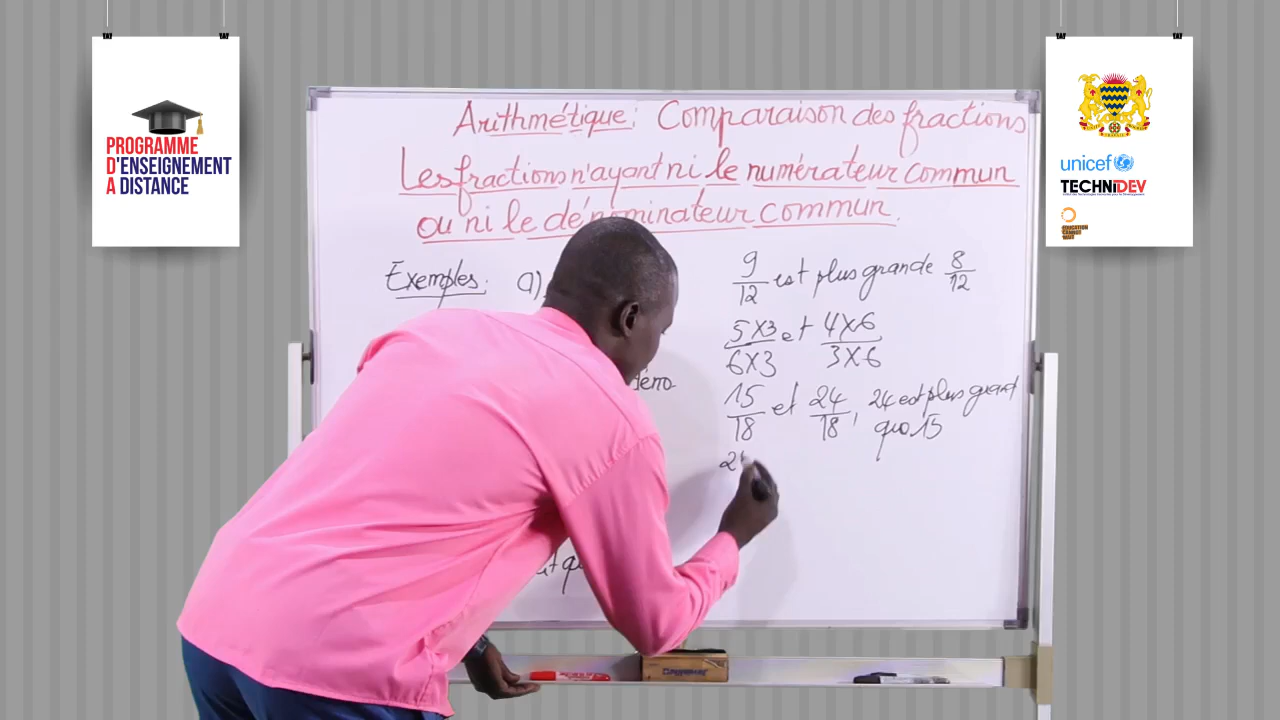 PROGRAMME
D'ENSEIGNEMENT
A DISTANCE
unicef
TECHNiDEV
Arithmétique: Comparaison des fractions
Les fractions n'ayant ni le numérateur commun
ou ni le dénominateur commun.
Exemples: a)
déno
9/12 est plus grande 8/12
5X3/6X3 et 4X6/3X6
15/18 et 24/18, 24 est plus grant
que 15